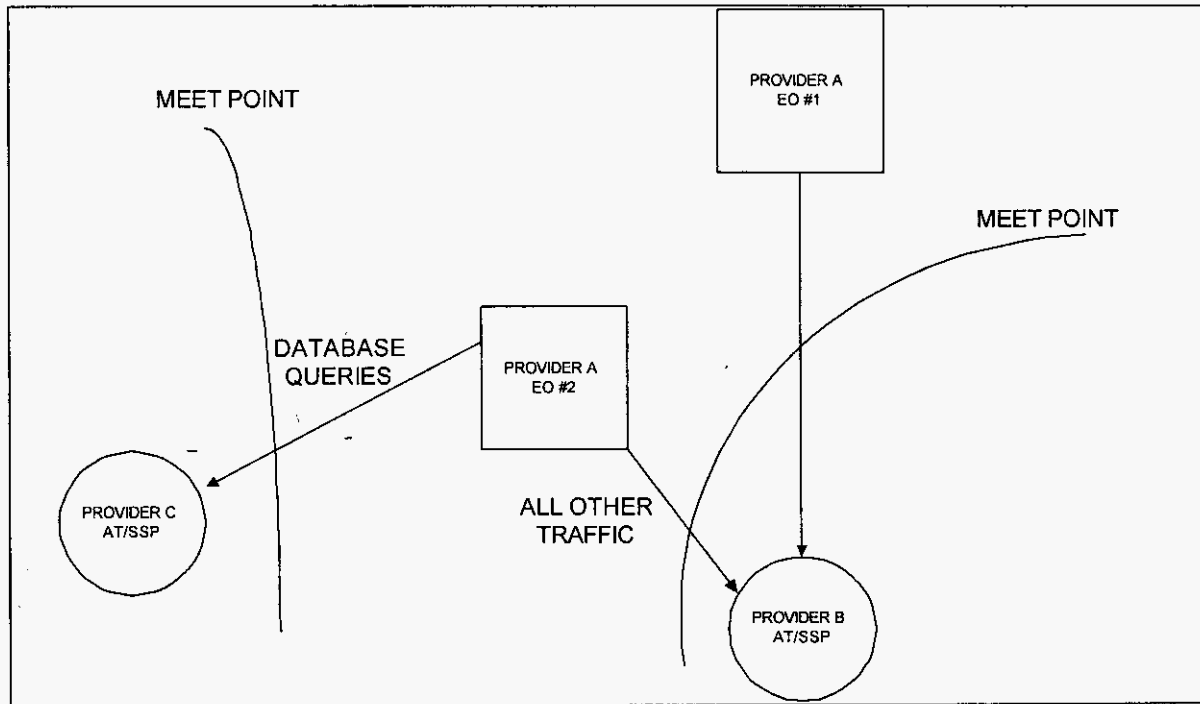 PROVIDER A
EO #1
MEET POINT
MEET POINT
DATABASE
QUERIES
PROVIDER A
EO #2
ALL OTHER
TRAFFIC
PROVIDER C
AT/SSP
PROVIDER B
AT/SSP